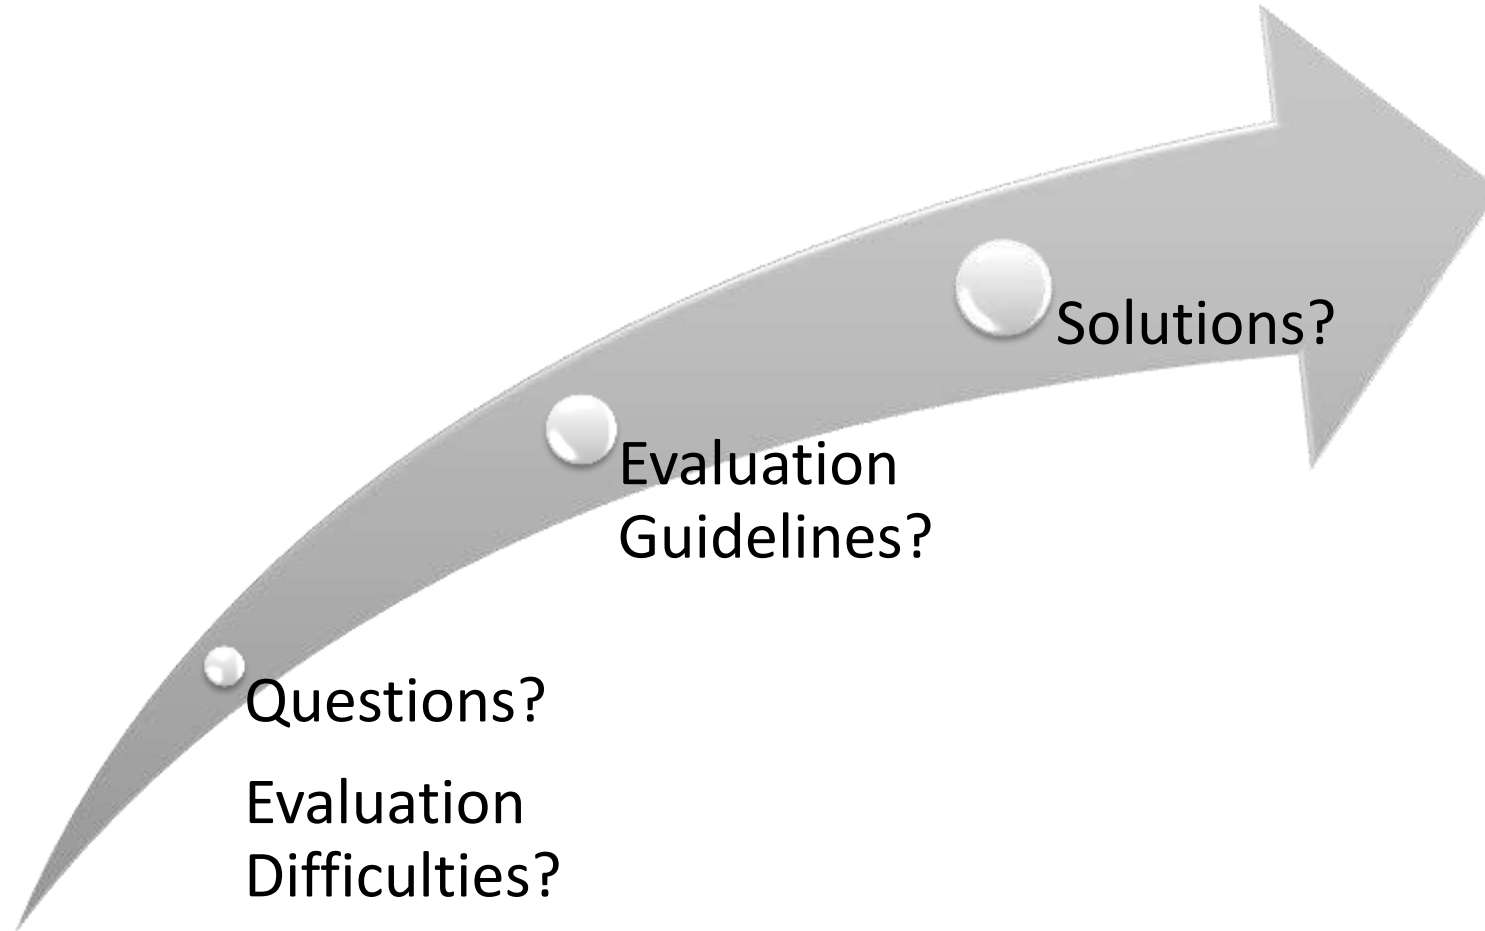 Solutions?
Evaluation
Guidelines?
Questions?
Evaluation
Difficulties?